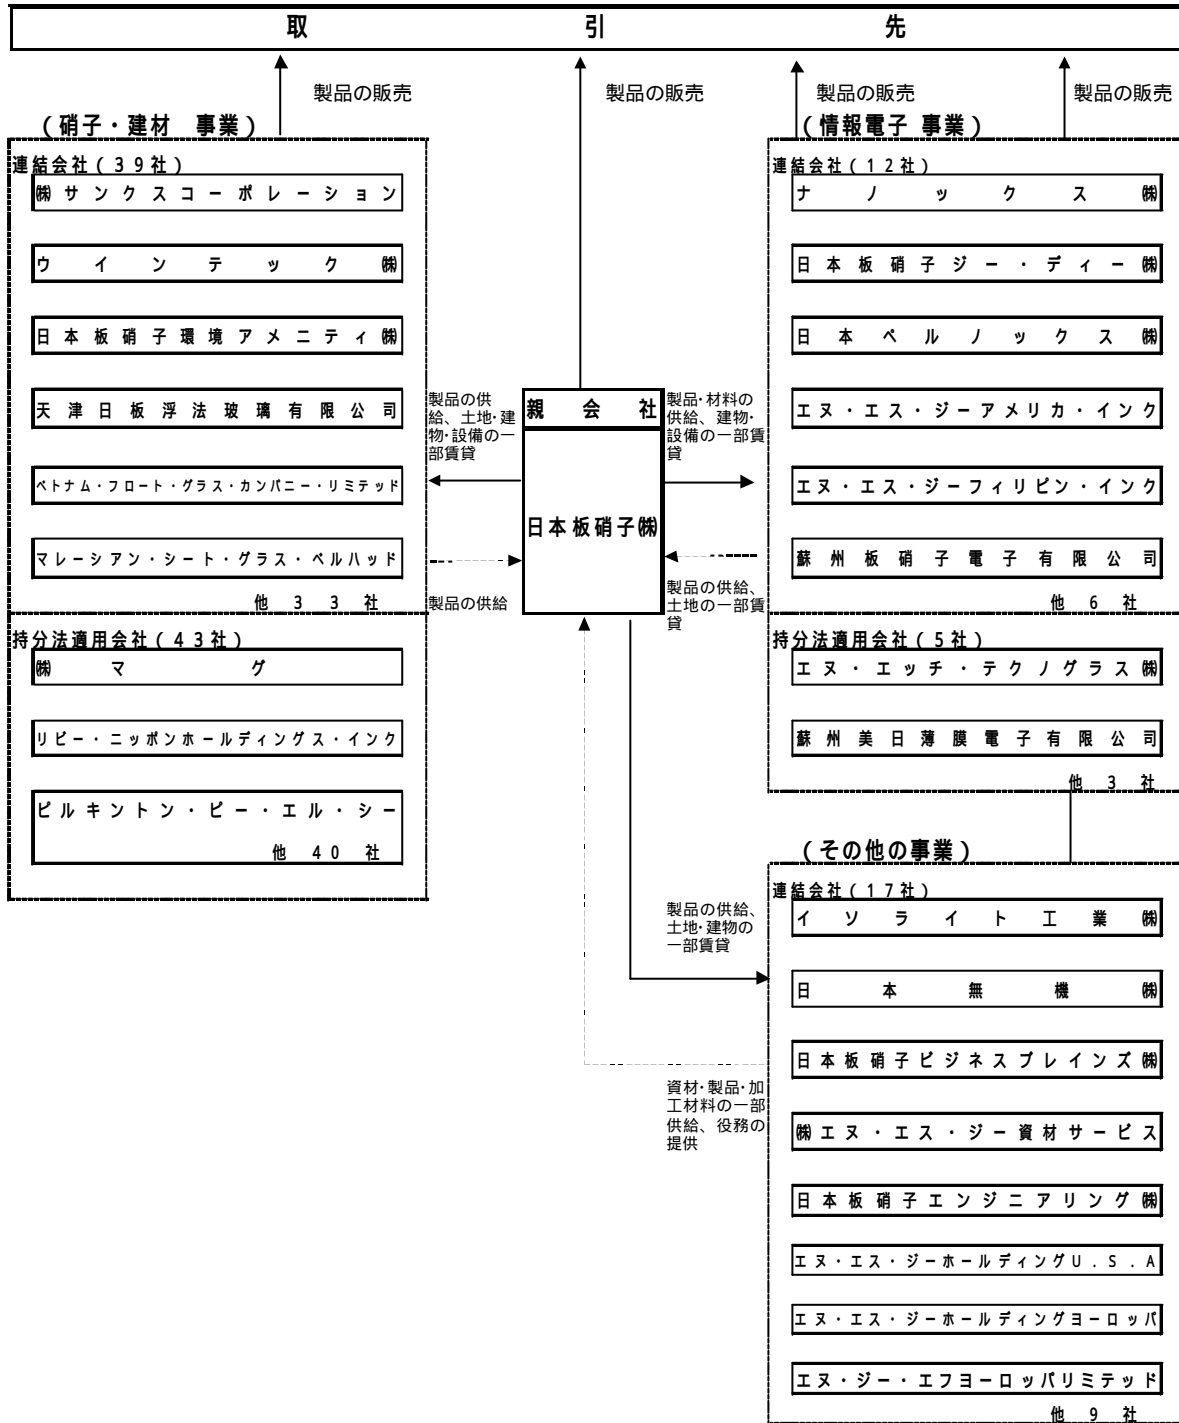 取引先
製品の販売
製品の販売
製品の販売
製品の販売
(硝子・建材 事業)
連結会社(39社)
㈱サンクスコーポレーション
ウインテック㈱
日本板硝子環境アメニティ㈱
天津日板浮法玻璃有限公司
ベトナム・フロート・グラス・カンパニー・リミテッド
マレーシアン・シート・グラス・ベルハッド
他 33 社
持分法適用会社(43社)
㈱マグ
リビー・ニッポンホールディングス・インク
ピルキントン・ピー・エル・シー
他 40 社
製品の供
給、土地・建
物・設備の一
部賃貸
製品の供給
親会社
日本板硝子㈱
製品・材料の
供給、建物・
設備の一部賃
貸
製品の供給、
土地の一部賃
貸
(情報電子 事業)
連結会社(12社)
ナノックス㈱
日本板硝子ジー・ディー㈱
日本ペルノックス㈱
エヌ・エス・ジーアメリカ・インク
エヌ・エス・ジーフィリピン・インク
蘇州板硝子電子有限公司
他 6 社
持分法適用会社(5社)
エヌ・エッチ・テクノグラス㈱
蘇州美日薄膜電子有限公司
他 3 社
製品の供給、
土地・建物の
一部賃貸
資材・製品・加
工材料の一部
供給、役務の
提供
(その他の事業)
連結会社(17社)
イソライト工業㈱
日本無機㈱
日本板硝子ビジネスブレインズ㈱
㈱エヌ・エス・ジー資材サービス
日本板硝子エンジニアリング㈱
エヌ・エス・ジーホールディングU.S.A
エヌ・エス・ジーホールディングヨーロッパ
エヌ・ジー・エフヨーロッパリミテッド
他 9 社